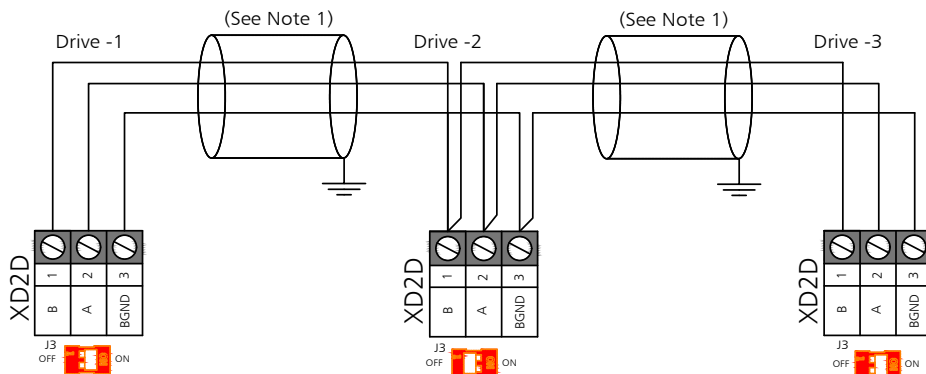 (See Note 1) (See Note 1)
Drive -1 Drive -2 Drive -3
XD2D 1 2 3 XD2D 1 2 3 XD2D 1 2 3
B A BGND B A BGND B A BGND
J3 J3 J3
OFF ON OFF ON OFF ON